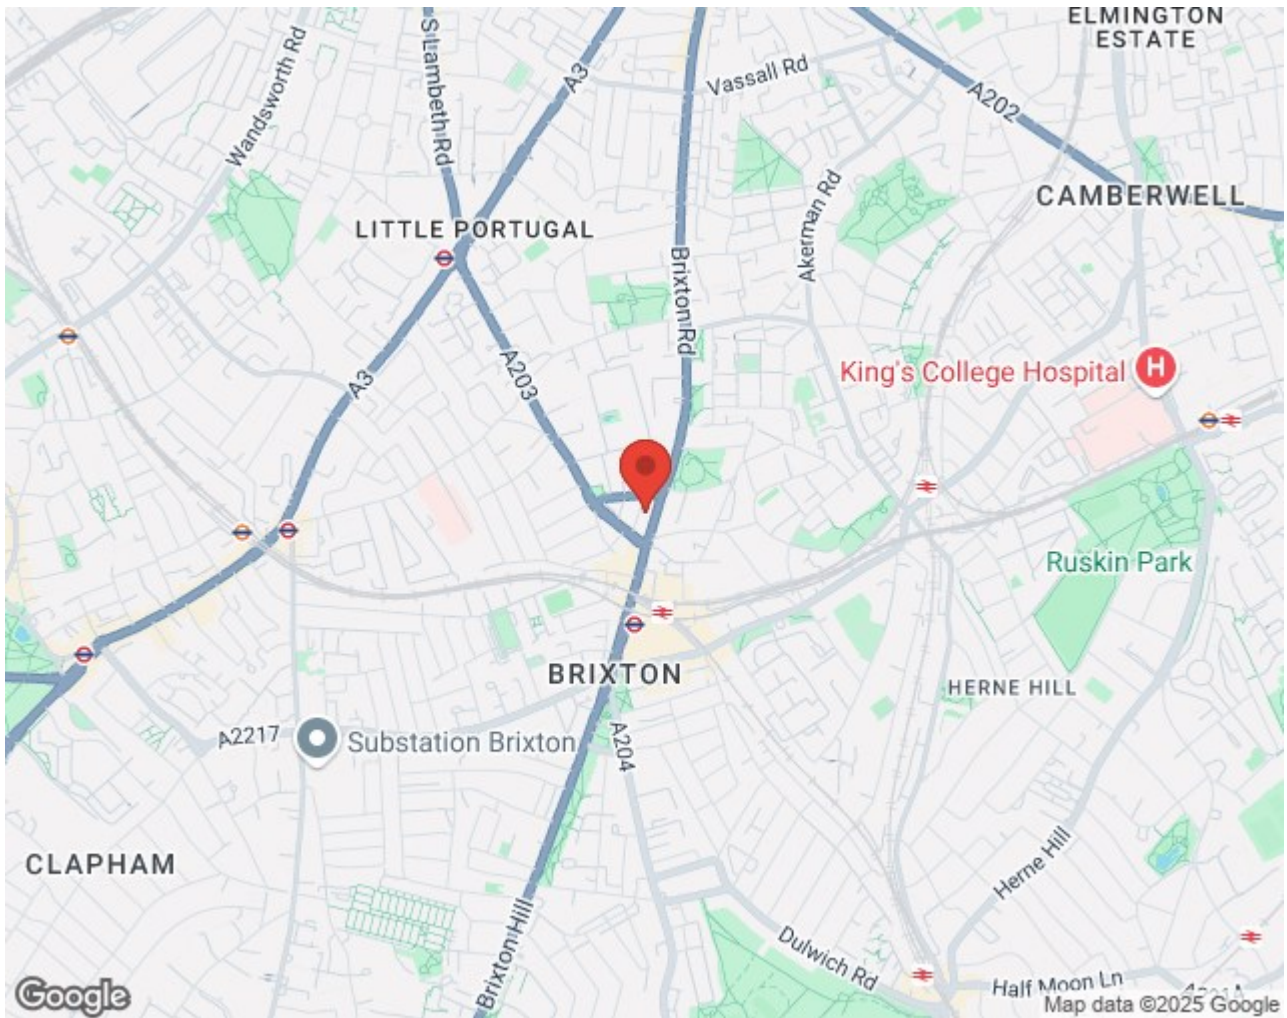 ELMINGTON
ESTATE
Wandsworth Rd
S Lambeth Rd
A3
Vassall Rd
A202
CAMBERWELL
LITTLE PORTUGAL
Akerman Rd
Brixton Rd
A203
A3
King's College Hospital
H
Ruskin Park
BRIXTON
HERNE HILL
A2217
Substation Brixton
A204
CLAPHAM
Herne Hill
Brixton Hill
Dulwich Rd
Half Moon Ln
Google
Map data ©2025 Google